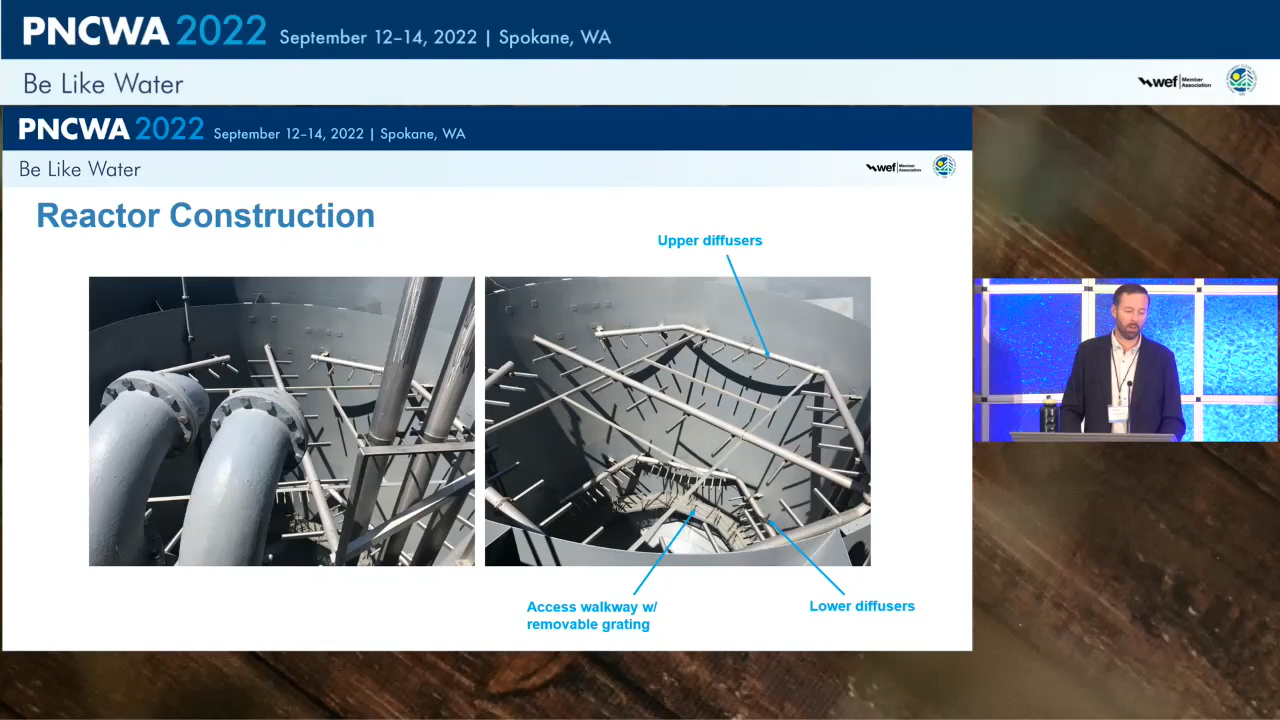 PNCWA 2022 September 12–14, 2022 | Spokane, WA
Be Like Water
wef Member Association
PNCWA 2022 September 12–14, 2022 | Spokane, WA
Be Like Water
wef Member Association
Reactor Construction
Upper diffusers
Access walkway w/
removable grating
Lower diffusers